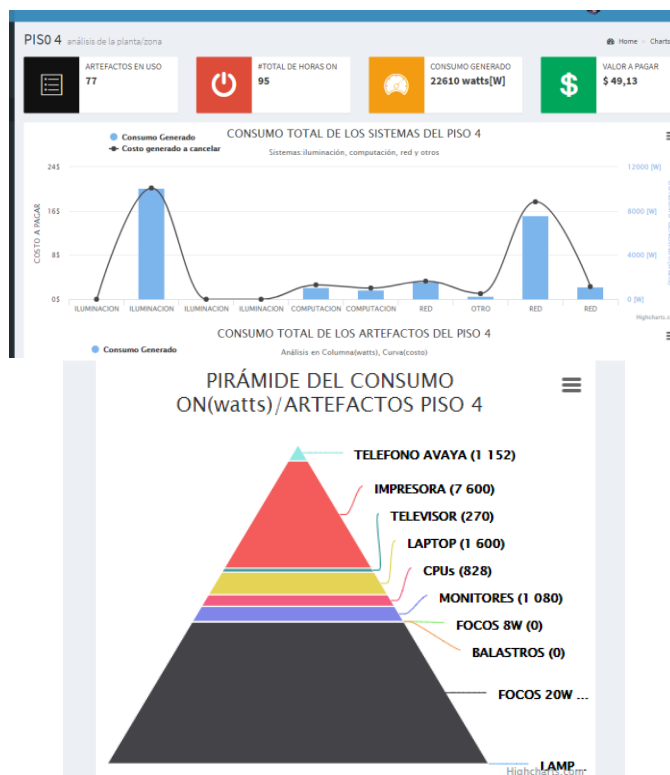 PISO 4 análisis de la planta/zona
Home > Charts
ARTEFACTOS EN USO
77
#TOTAL DE HORAS ON
95
CONSUMO GENERADO
22610 watts[W]
VALOR A PAGAR
$ 49,13
CONSUMO TOTAL DE LOS SISTEMAS DEL PISO 4
Sistemas:iluminación, computación, red y otros
Consumo Generado
Costo generado a cancelar
COSTO A PAGAR
24$
16$
8$
0$
12000 [W]
8000 [W]
4000 [W]
0 [W]
ILUMINACION ILUMINACION ILUMINACION ILUMINACION COMPUTACION COMPUTACION RED OTRO RED RED
Highcharts.c
CONSUMO TOTAL DE LOS ARTEFACTOS DEL PISO 4
Análisis en Columna(watts), Curva(costo)
Consumo Generado
PIRÁMIDE DEL CONSUMO
ON(watts)/ARTEFACTOS PISO 4
TELEFONO AVAYA (1 152)
IMPRESORA (7 600)
TELEVISOR (270)
LAPTOP (1 600)
CPUs (828)
MONITORES (1 080)
FOCOS 8W (0)
BALASTROS (0)
FOCOS 20W ...
LAMP...
Highcharts.com